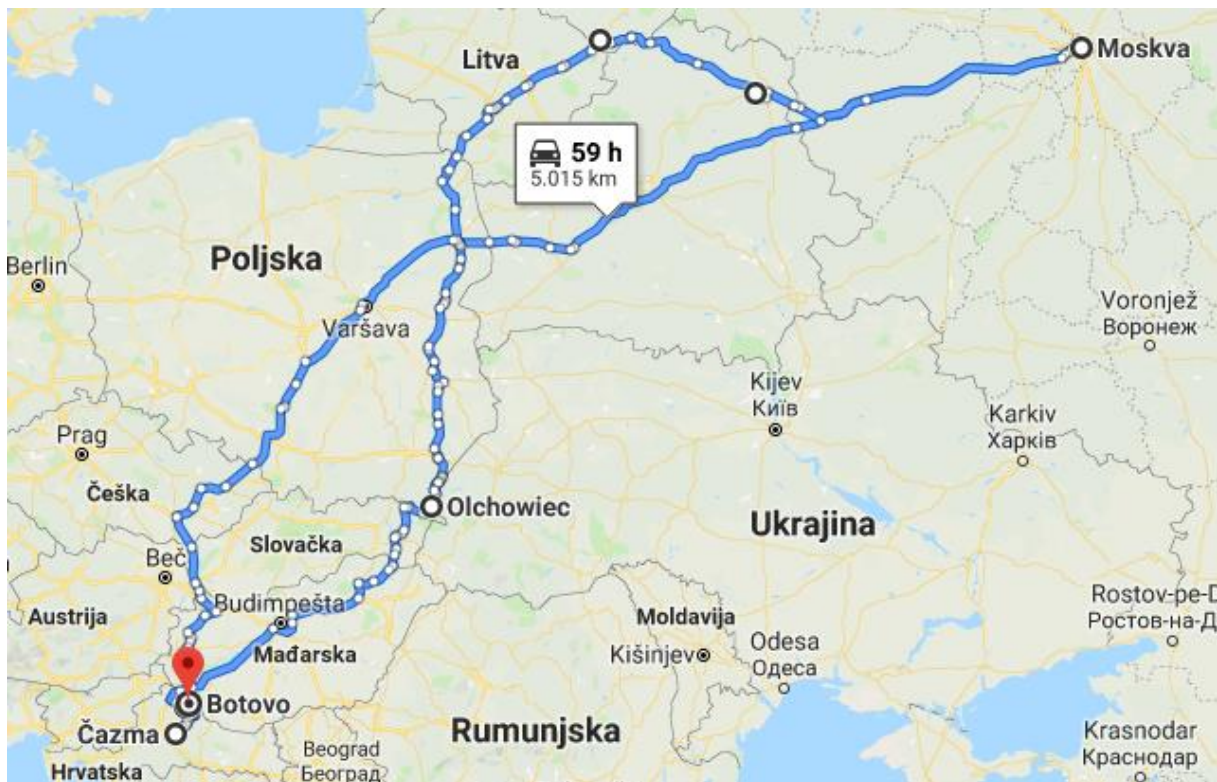 Moskva
Litva
59 h
5.015 km
Poljska
Berlin
Varšava
Voronjež
Воронеж
Kijev
Київ
Karkiv
Харків
Prag
Češka
Olchowiec
Ukrajina
Slovačka
Beč
Budimpešta
Austrija
Mađarska
Moldavija
Kišinjev
Odesa
Одеса
Rostov-pe-D
Ростов-на-Д
Botovo
Čazma
Hrvatska
Beograd
Београд
Rumunjska
Krasnodar
Краснодар